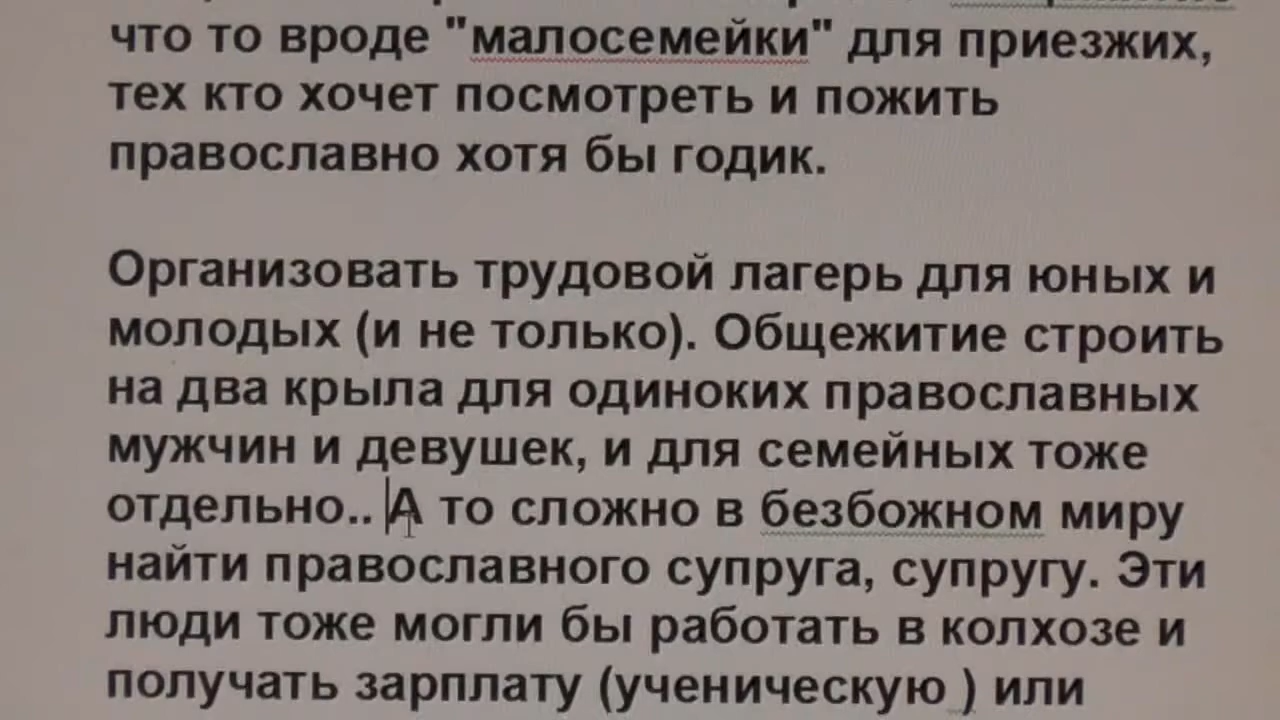 что то вроде "малосемейки" для приезжих,
тех кто хочет посмотреть и пожить
православно хотя бы годик.
Организовать трудовой лагерь для юных и
молодых (и не только). Общежитие строить
на два крыла для одиноких православных
мужчин и девушек, и для семейных тоже
отдельно.. А то сложно в безбожном миру
найти православного супруга, супругу. Эти
люди тоже могли бы работать в колхозе и
получать зарплату (ученическую ) или